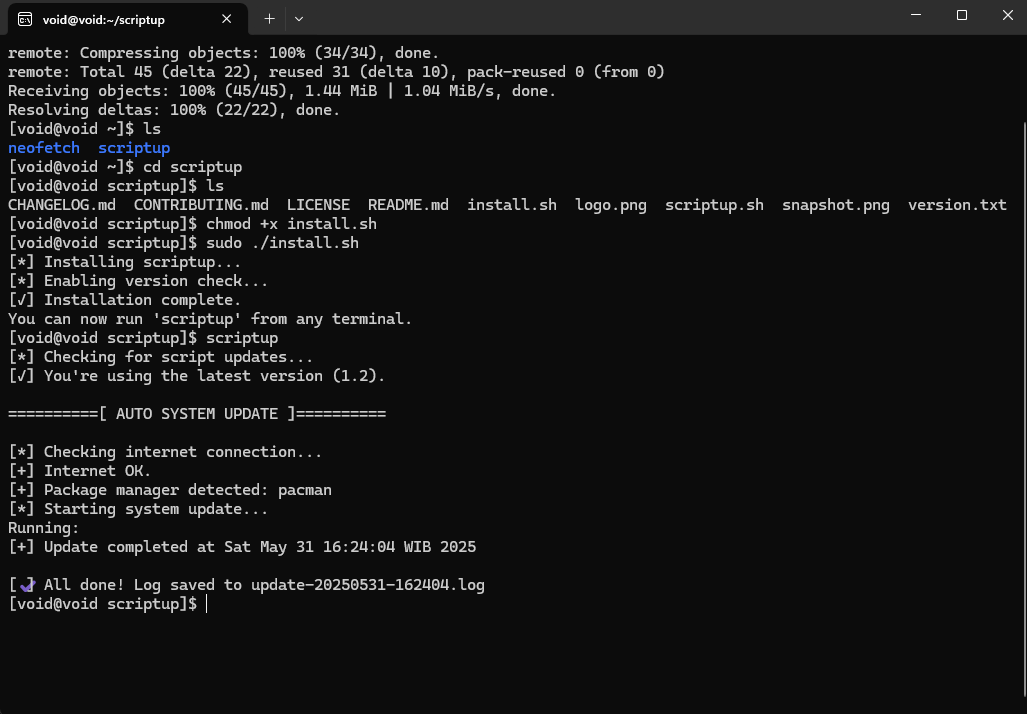 void@void:~/scriptup
remote: Compressing objects: 100% (34/34), done.
remote: Total 45 (delta 22), reused 31 (delta 10), pack-reused 0 (from 0)
Receiving objects: 100% (45/45), 1.44 MiB | 1.04 MiB/s, done.
Resolving deltas: 100% (22/22), done.
[void@void ~]$ ls
neofetch  scriptup
[void@void ~]$ cd scriptup
[void@void scriptup]$ ls
CHANGELOG.md  CONTRIBUTING.md  LICENSE  README.md  install.sh  logo.png  scriptup.sh  snapshot.png  version.txt
[void@void scriptup]$ chmod +x install.sh
[void@void scriptup]$ sudo ./install.sh
[*] Installing scriptup...
[*] Enabling version check...
[√] Installation complete.
You can now run 'scriptup' from any terminal.
[void@void scriptup]$ scriptup
[*] Checking for script updates...
[√] You're using the latest version (1.2).
==========[ AUTO SYSTEM UPDATE ]==========
[*] Checking internet connection...
[+] Internet OK.
[+] Package manager detected: pacman
[*] Starting system update...
Running:
[+] Update completed at Sat May 31 16:24:04 WIB 2025
[✔] All done! Log saved to update-20250531-162404.log
[void@void scriptup]$